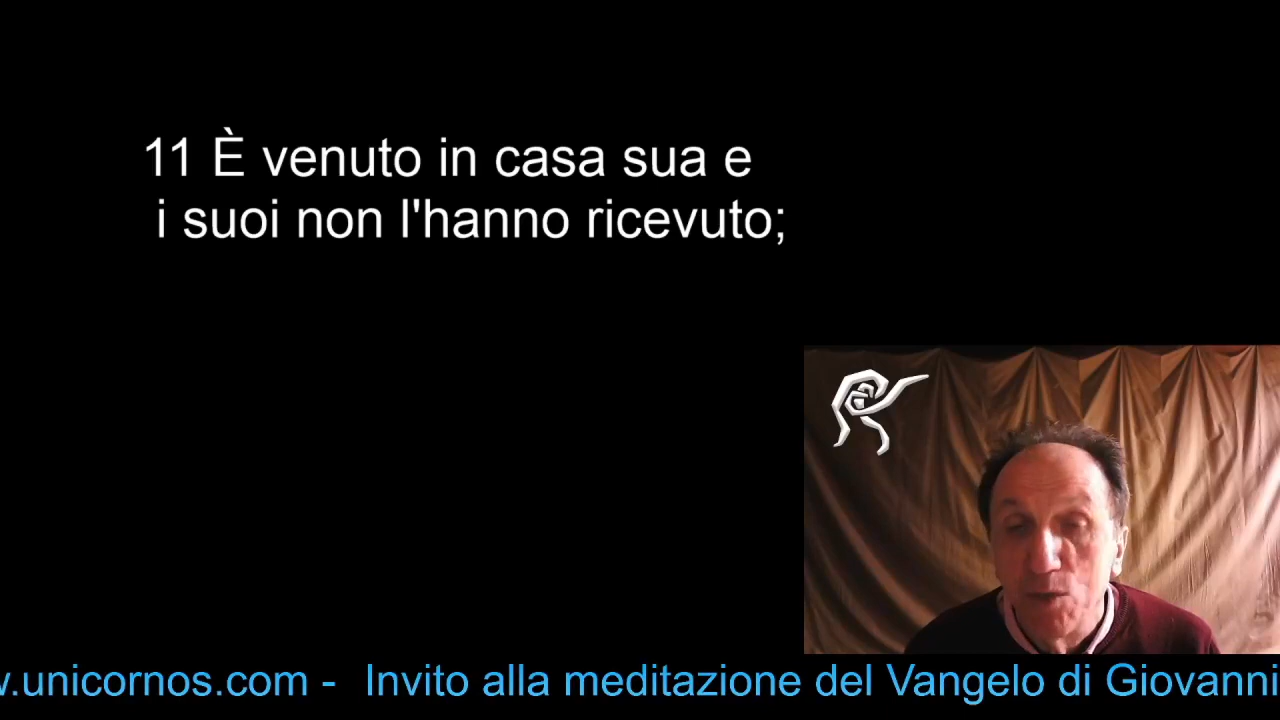 11 È venuto in casa sua e
i suoi non l'hanno ricevuto;
.unicornos.com - Invito alla meditazione del Vangelo di Giovanni